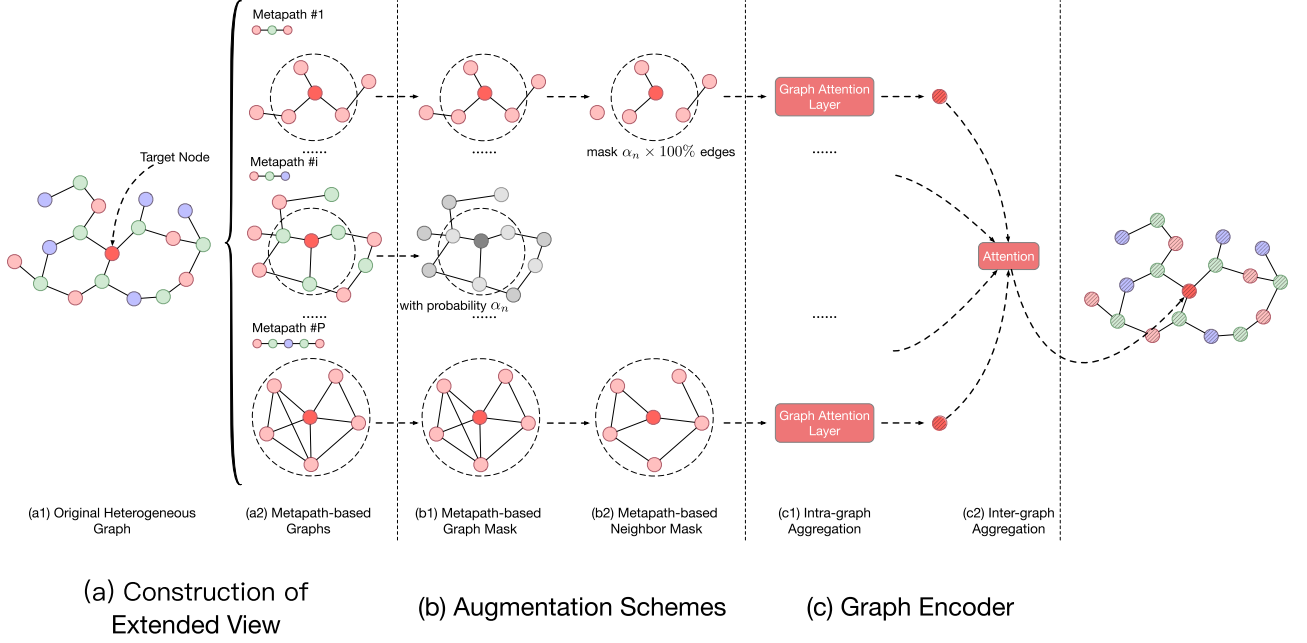 Metapath #1
......
......
mask αn × 100% edges
Graph Attention
Layer
......
Target Node
Metapath #i
with probability αn
......
......
Attention
......
Metapath #P
Graph Attention
Layer
(a1) Original Heterogeneous
Graph
(a2) Metapath-based
Graphs
(b1) Metapath-based
Graph Mask
(b2) Metapath-based
Neighbor Mask
(c1) Intra-graph
Aggregation
(c2) Inter-graph
Aggregation
(a) Construction of
Extended View
(b) Augmentation Schemes
(c) Graph Encoder